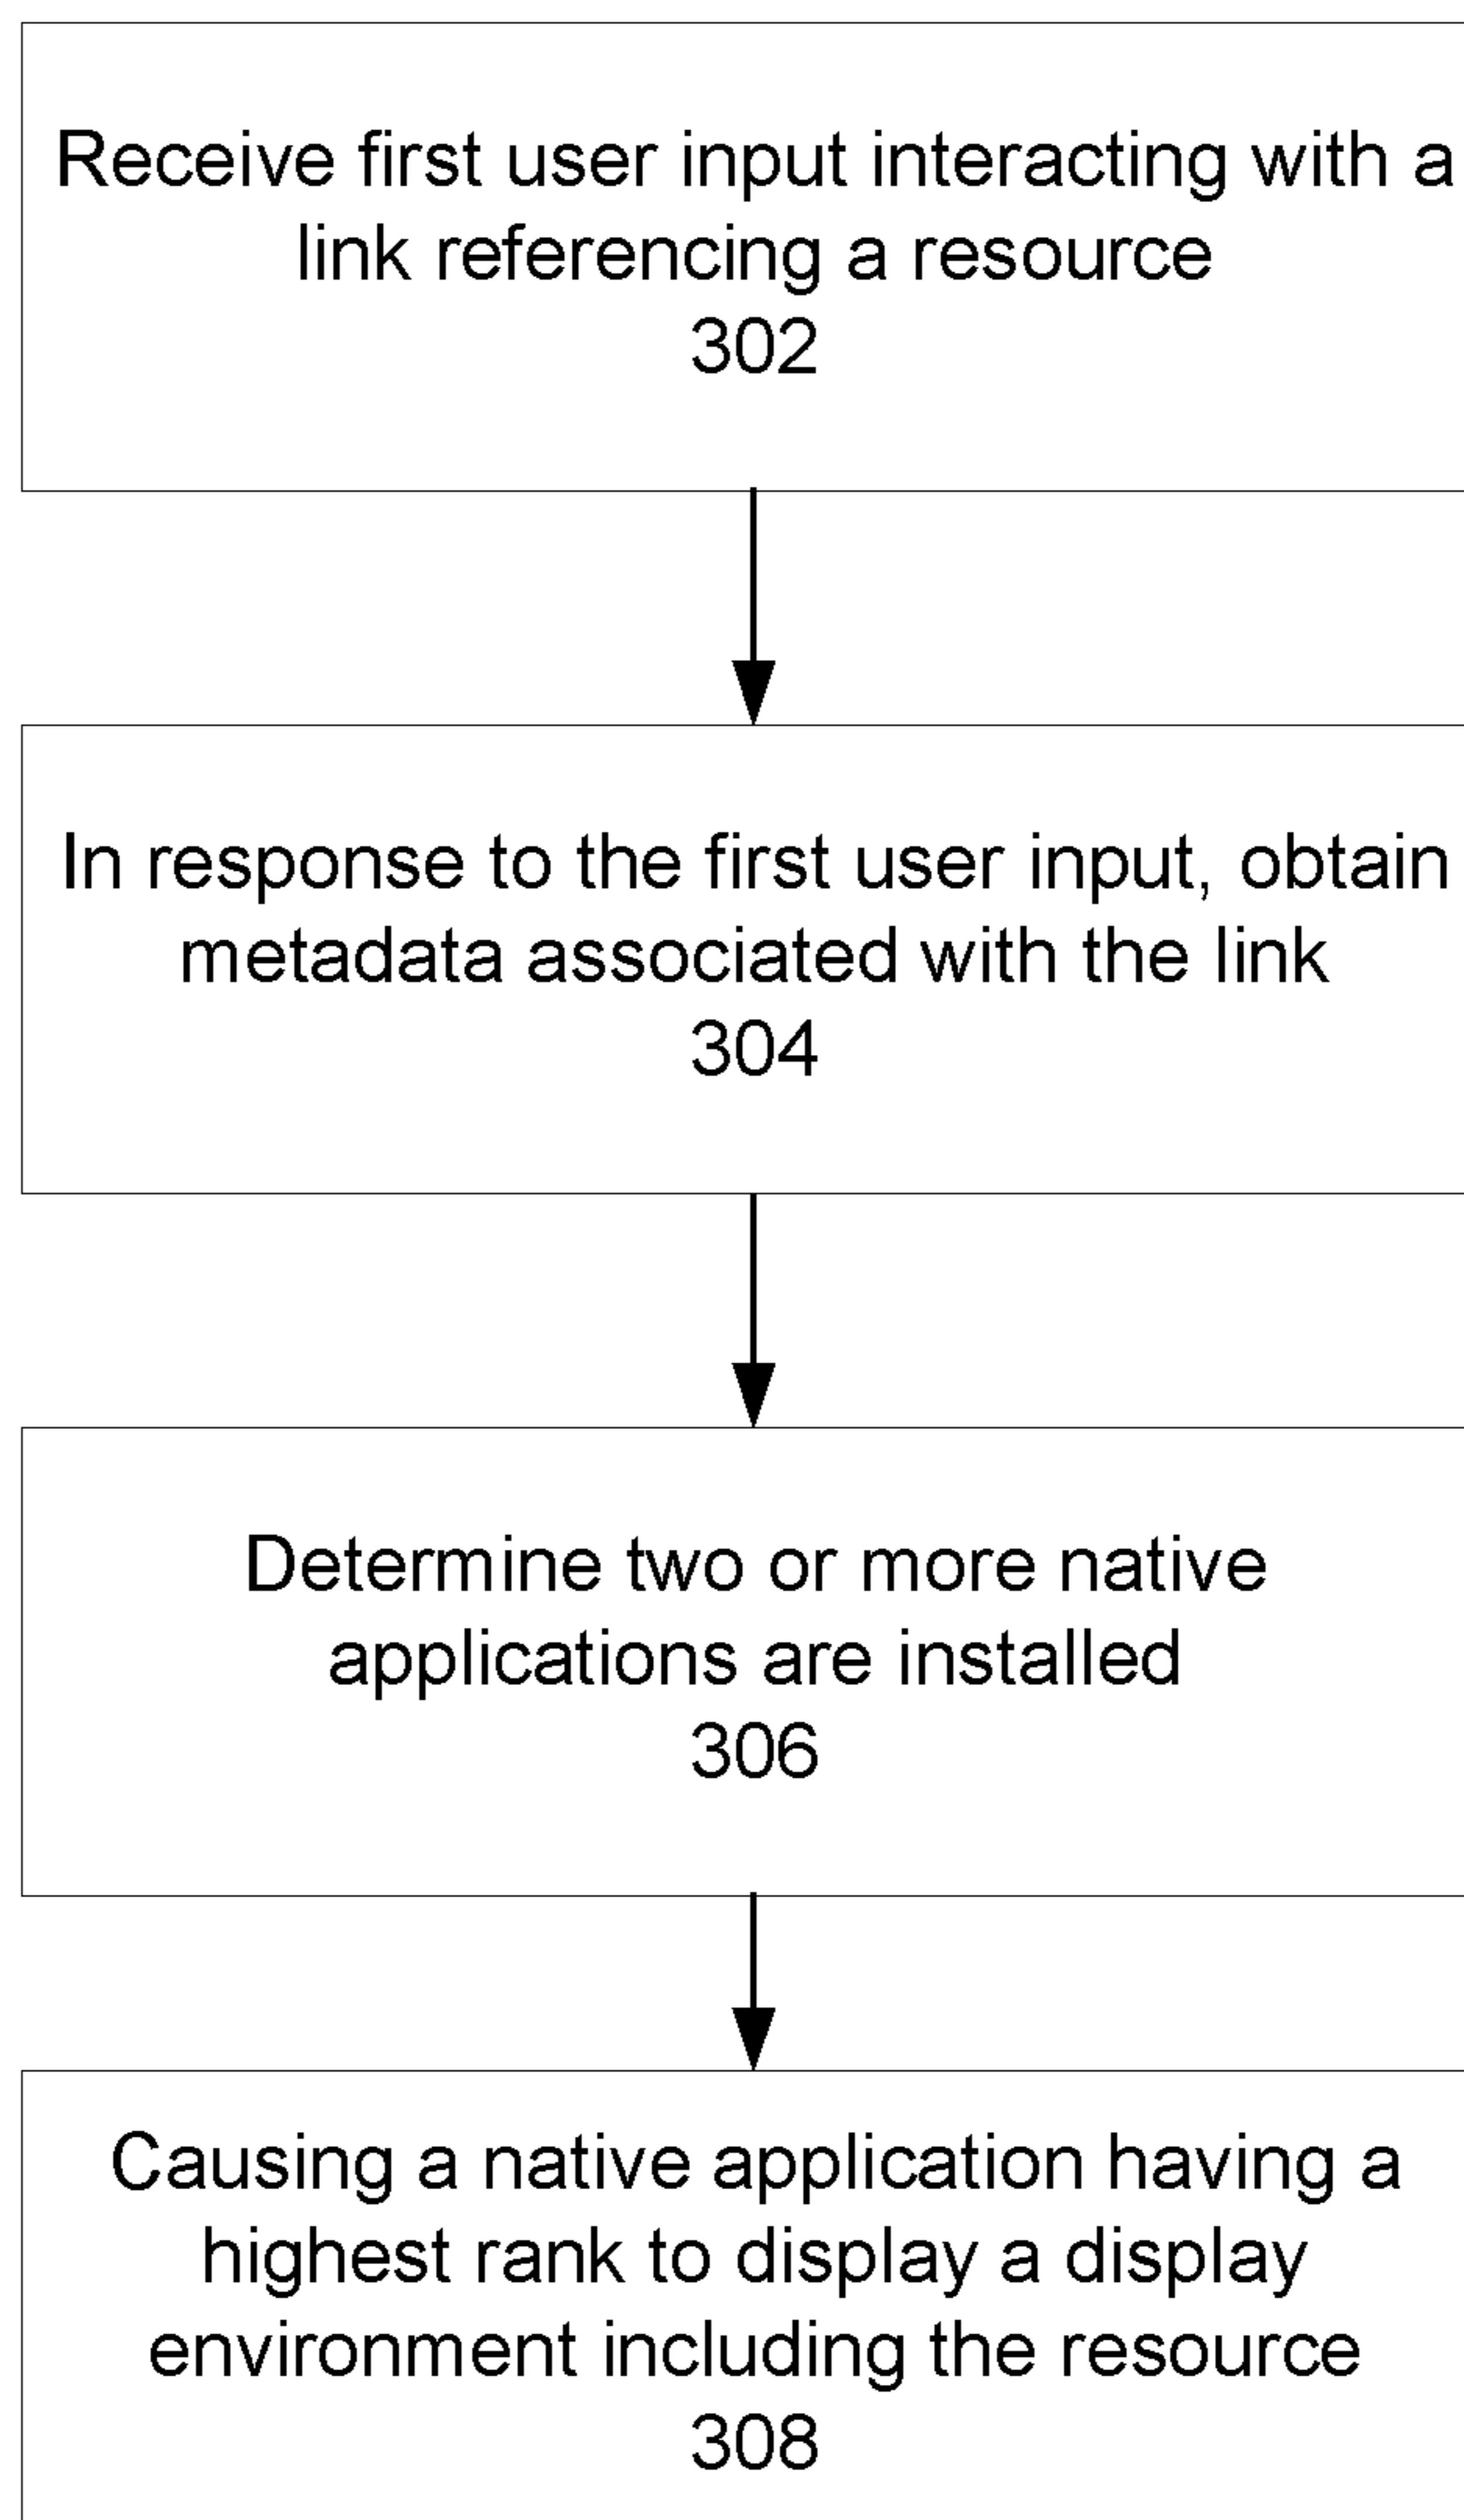 Receive first user input interacting with a
link referencing a resource
302
In response to the first user input, obtain
metadata associated with the link
304
Determine two or more native
applications are installed
306
Causing a native application having a
highest rank to display a display
environment including the resource
308